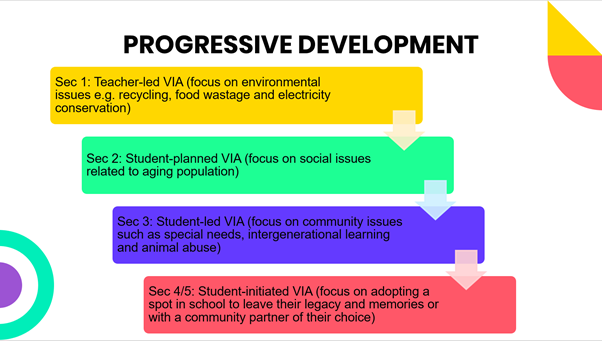 PROGRESSIVE DEVELOPMENT
Sec 1: Teacher-led VIA (focus on environmental
issues e.g. recycling, food wastage and electricity
conservation)
Sec 2: Student-planned VIA (focus on social issues
related to aging population)
Sec 3: Student-led VIA (focus on community issues
such as special needs, intergenerational learning
and animal abuse)
Sec 4/5: Student-initiated VIA (focus on adopting a
spot in school to leave their legacy and memories or
with a community partner of their choice)